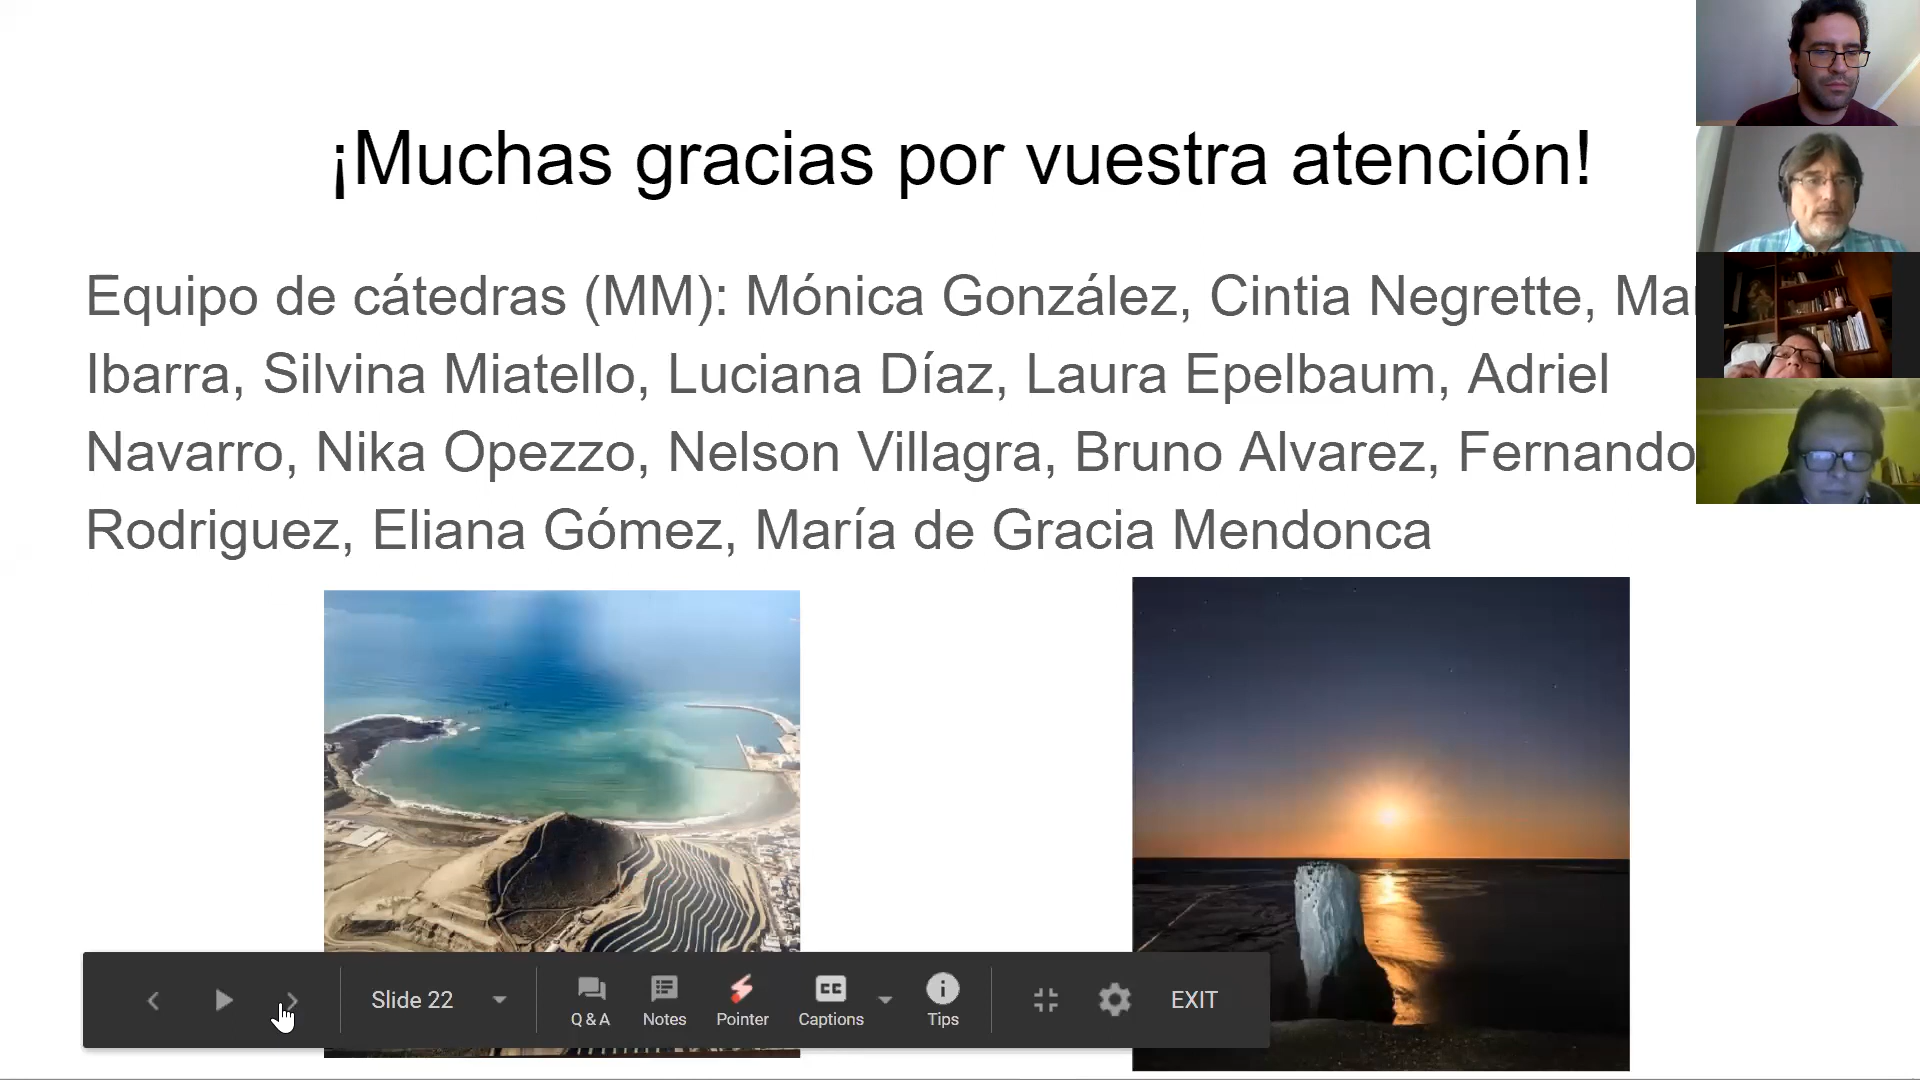 ¡Muchas gracias por vuestra atención!
Equipo de cátedras (MM): Mónica González, Cintia Negrette,
Ibarra, Silvina Miatello, Luciana Díaz, Laura Epelbaum, Adriel
Navarro, Nika Opezzo, Nelson Villagra, Bruno Alvarez, Fernando
Rodriguez, Eliana Gómez, María de Gracia Mendonca
Slide 22
Q & A
Notes
Pointer
CC
Captions
Tips
EXIT